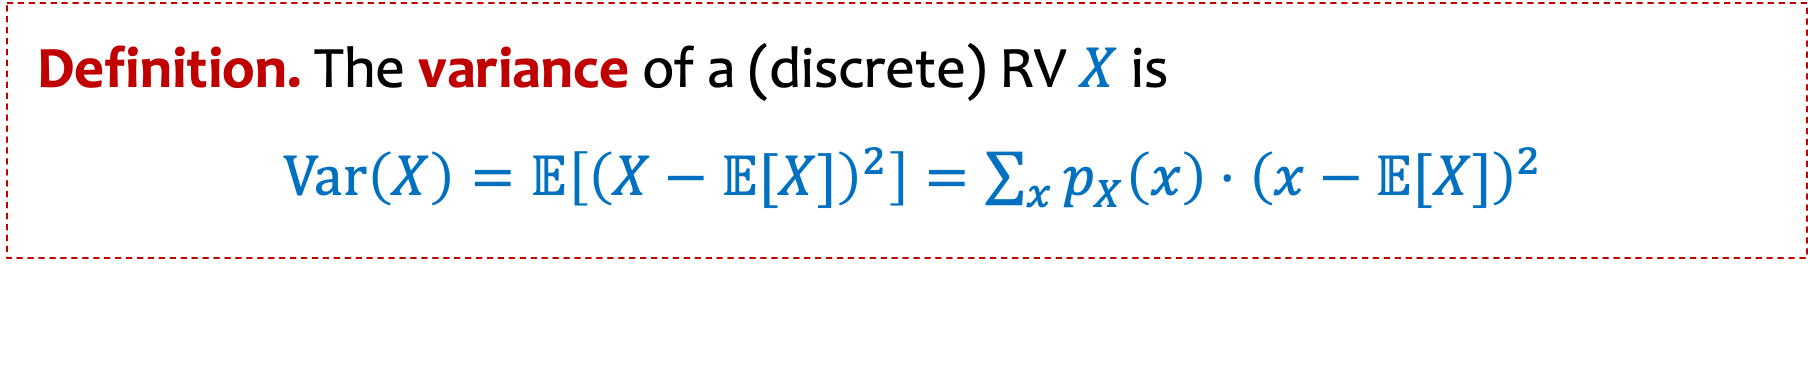 Definition. The variance of a (discrete) RV X is
Var(X) = 𝔼[(X − 𝔼[X])²] = ∑ₓ p_X(x) · (x − 𝔼[X])²